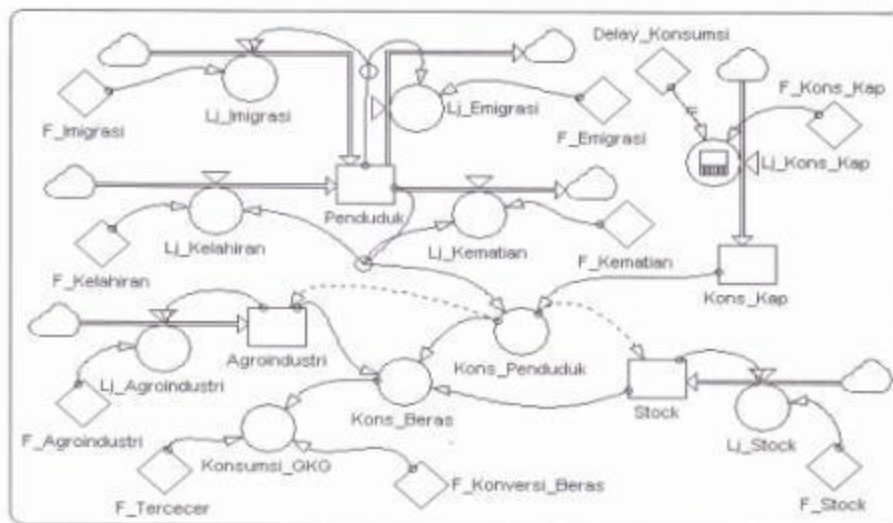 Delay_Konsumsi
F_Kons_Kap
F_Imigrasi
Lj_Imigrasi
Lj_Emigrasi
F_Emigrasi
Lj_Kons_Kap
Penduduk
F_Kelahiran
Lj_Kelahiran
Lj_Kematian
F_Kematian
Kons_Kap
Agroindustri
Kons_Penduduk
Lj_Agroindustri
Kons_Beras
Stock
F_Agroindustri
Konsumsi_GKG
Lj_Stock
F_Tercecer
F_Konversi_Beras
F_Stock